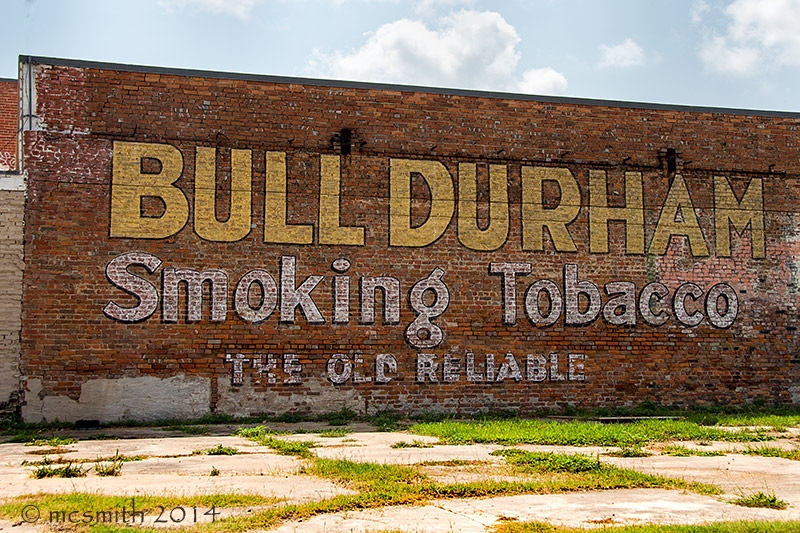 BULL DURHAM
Smoking Tobacco
THE OLD RELIABLE
© mcsmith 2014